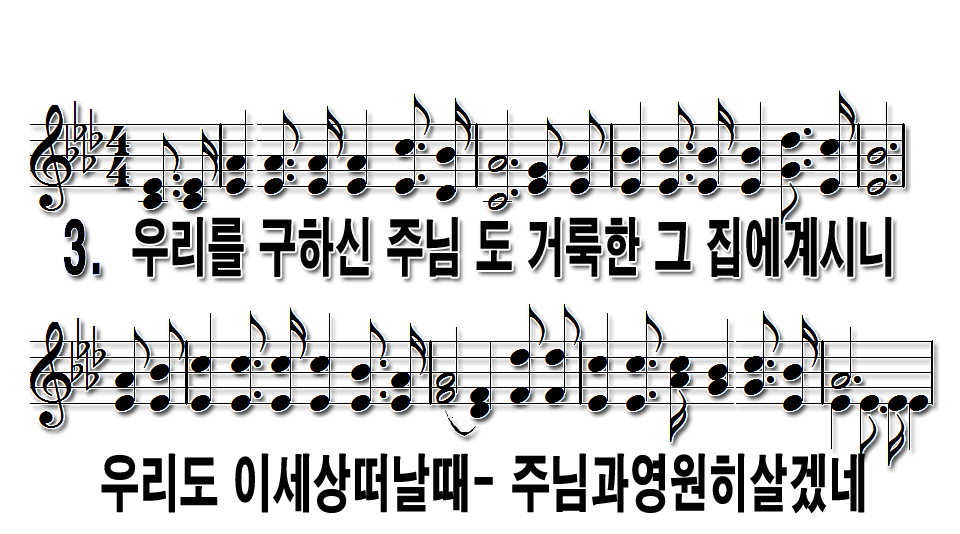 3. 우리를 구하신 주님 도 거룩한 그 집에계시니
우리도 이세상떠날때- 주님과영원히살겠네